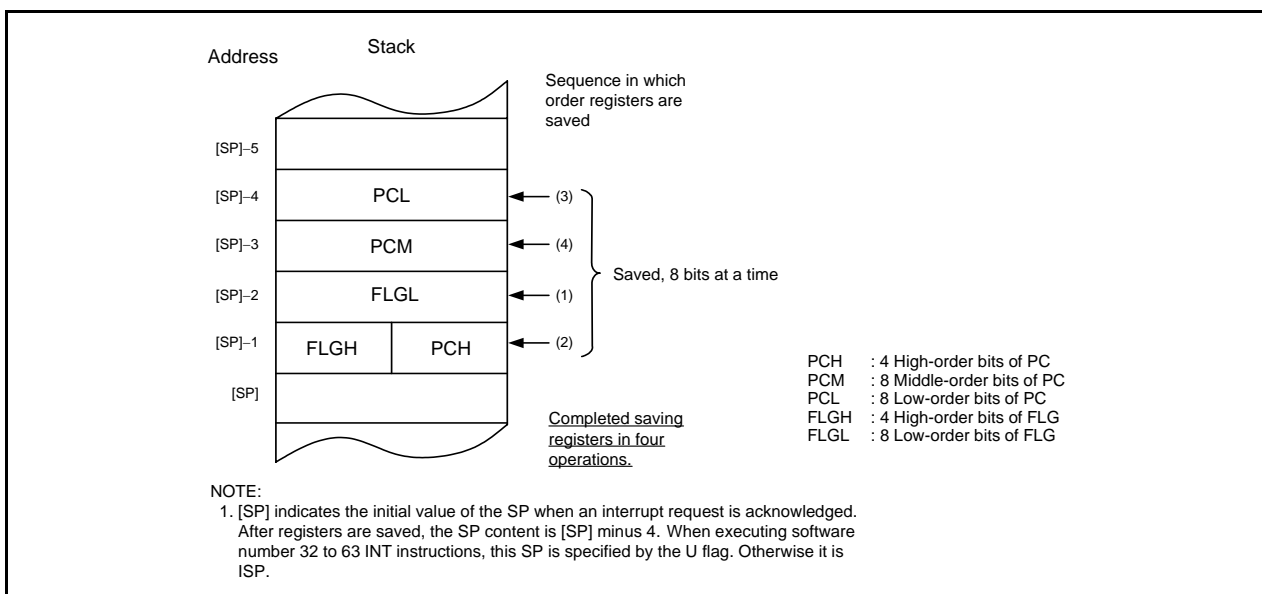 Address
Stack
Sequence in which
order registers are
saved
[SP]−5
[SP]−4
PCL
(3)
[SP]−3
PCM
(4)
Saved, 8 bits at a time
[SP]−2
FLGL
(1)
[SP]−1
FLGH
PCH
(2)
[SP]
PCH : 4 High-order bits of PC
PCM : 8 Middle-order bits of PC
PCL : 8 Low-order bits of PC
FLGH : 4 High-order bits of FLG
FLGL : 8 Low-order bits of FLG
Completed saving
registers in four
operations.
NOTE:
1. [SP] indicates the initial value of the SP when an interrupt request is acknowledged.
After registers are saved, the SP content is [SP] minus 4. When executing software
number 32 to 63 INT instructions, this SP is specified by the U flag. Otherwise it is
ISP.